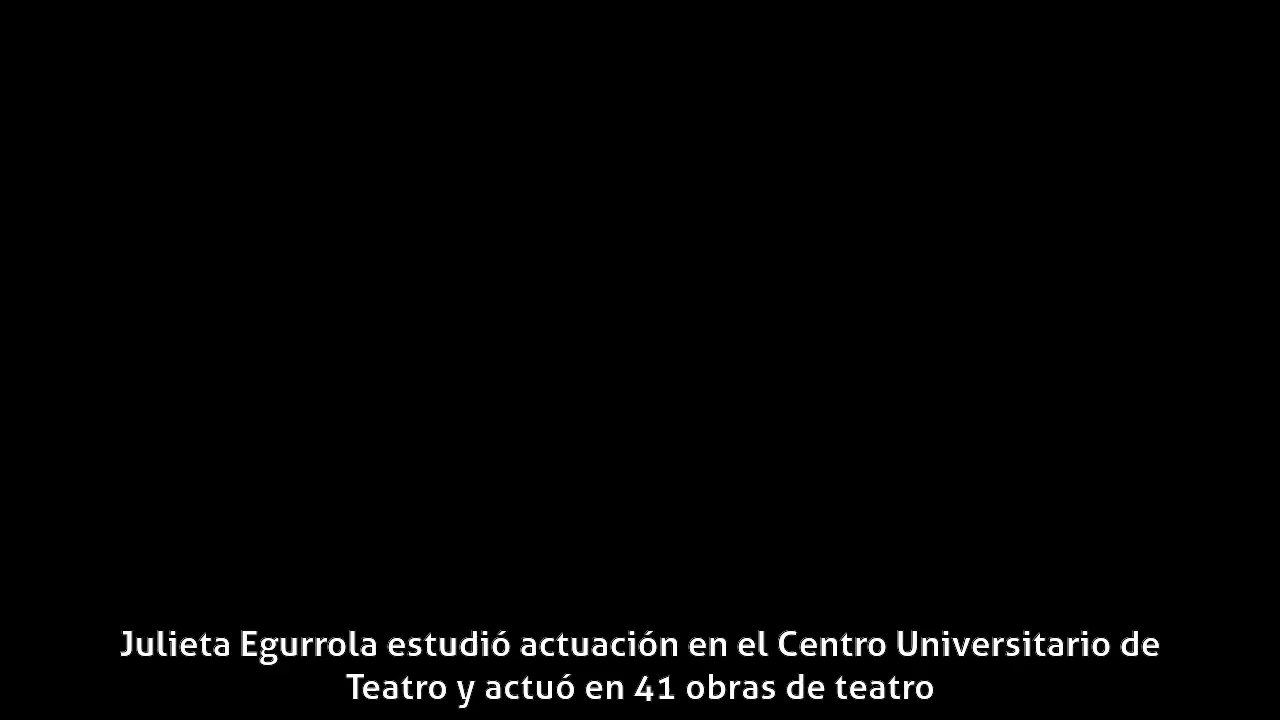 Julieta Egurrola estudió actuación en el Centro Universitario de
Teatro y actuó en 41 obras de teatro